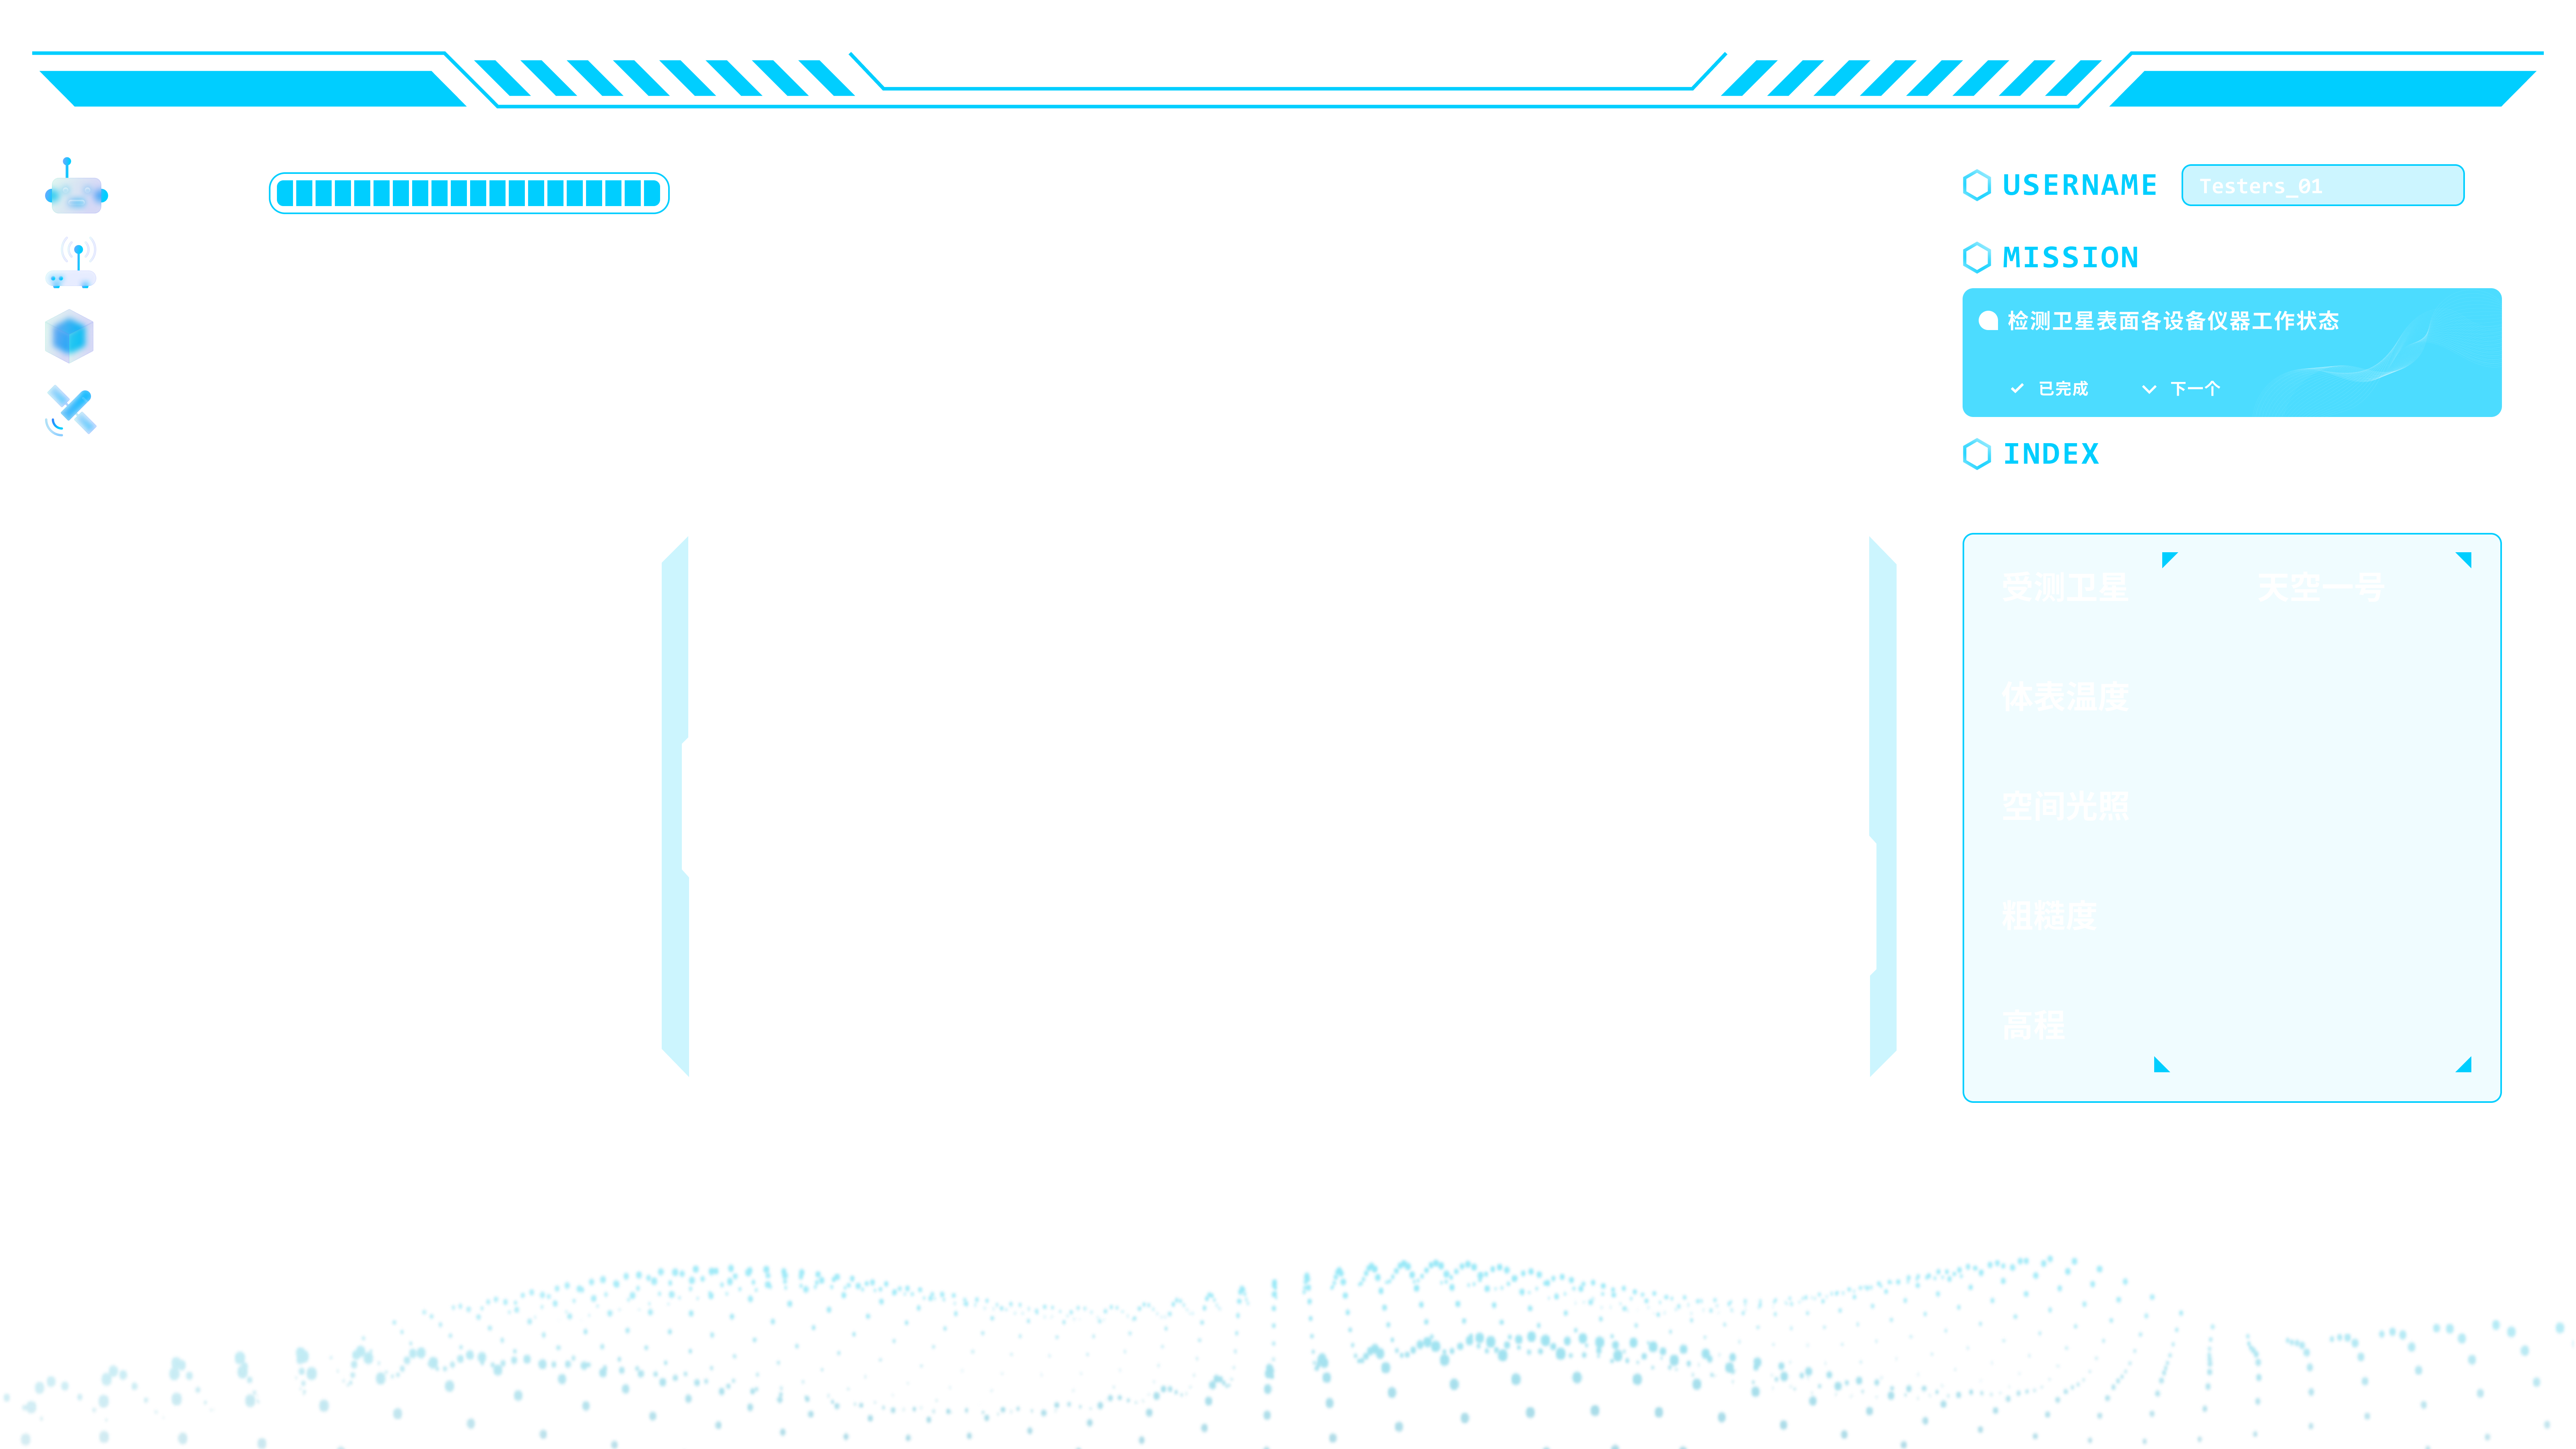 USERNAME Testers_01
MISSION
检测卫星表面各设备仪器工作状态
已完成 下一个
INDEX
受测卫星 天空一号
体表温度
空间光照
粗糙度
高程